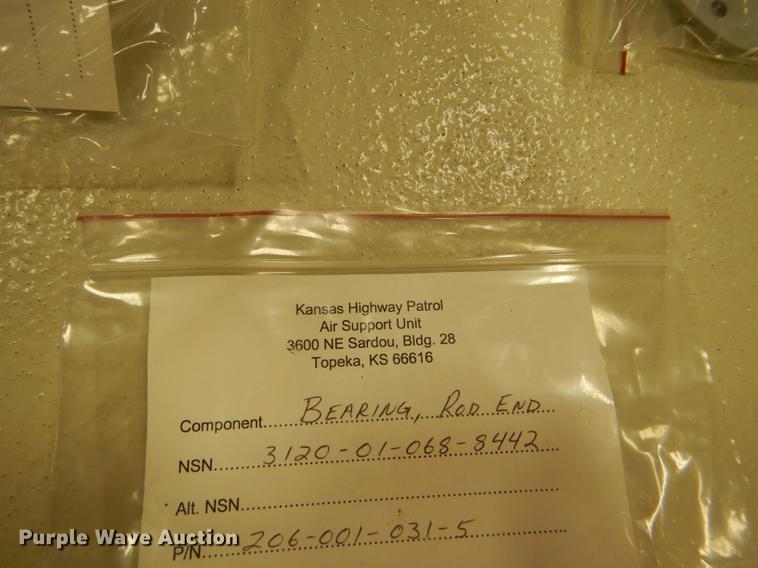 Kansas Highway Patrol
Air Support Unit
3600 NE Sardou, Bldg. 28
Topeka, KS 66616
Component......BEARING, ROD END...
NSN......3120-01-068-8442...
Alt. NSN......
P/N...206-001-031-5......
Purple Wave Auction